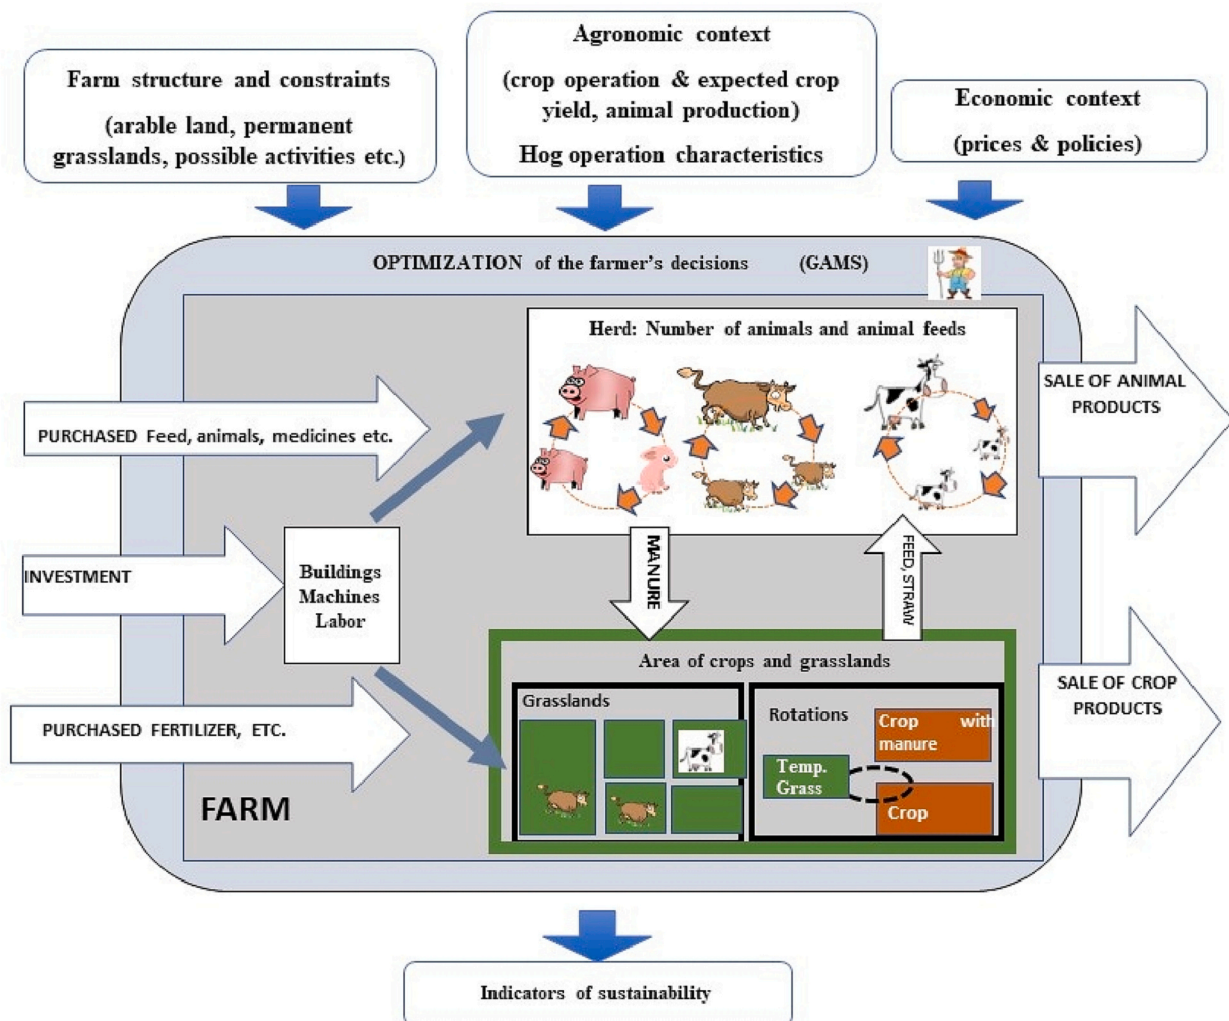 Farm structure and constraints
(arable land, permanent
grasslands, possible activities etc.)
Agronomic context
(crop operation & expected crop
yield, animal production)
Hog operation characteristics
Economic context
(prices & policies)
OPTIMIZATION of the farmer's decisions (GAMS)
Herd: Number of animals and animal feeds
PURCHASED Feed, animals, medicines etc.
SALE OF ANIMAL
PRODUCTS
INVESTMENT
Buildings
Machines
Labor
MANURE
FEED, STRAW
Area of crops and grasslands
Grasslands
Rotations
Crop with
manure
Temp.
Grass
Crop
PURCHASED FERTILIZER, ETC.
SALE OF CROP
PRODUCTS
FARM
Indicators of sustainability